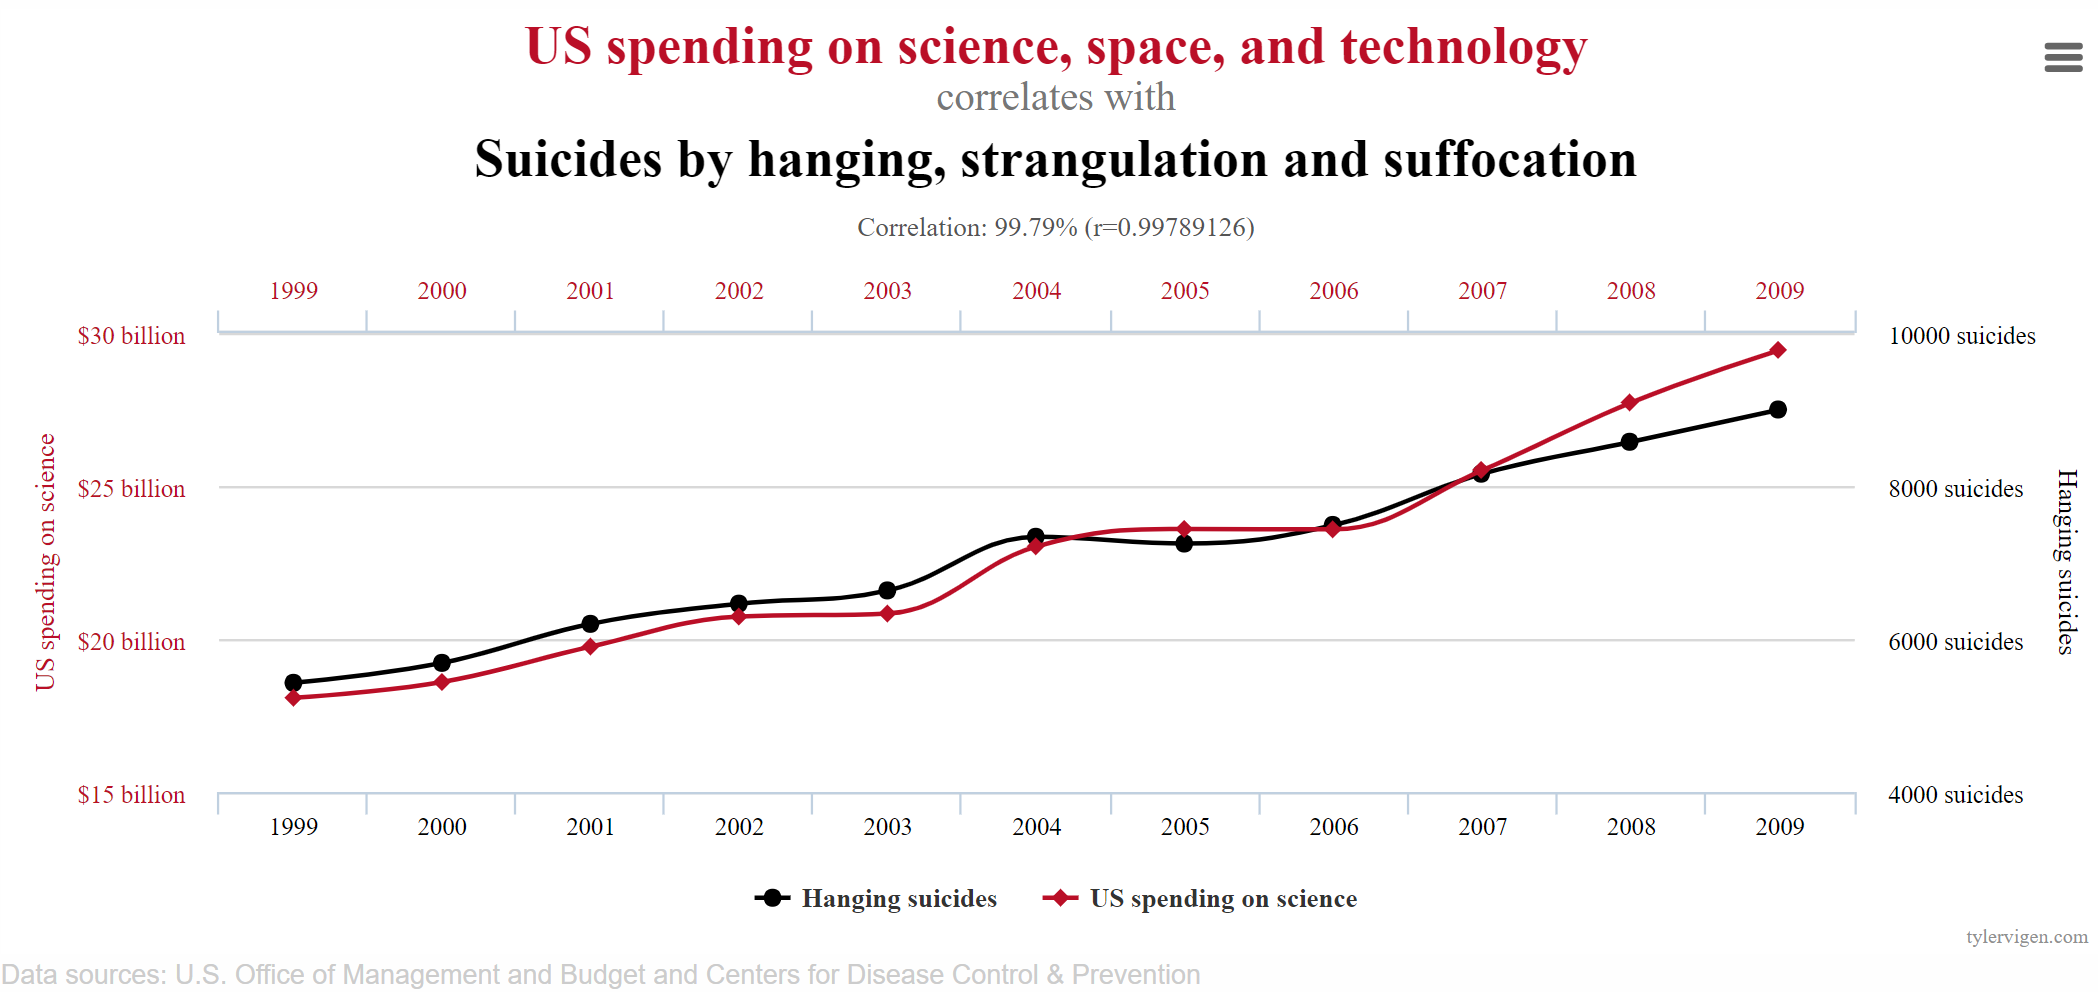 US spending on science, space, and technology
correlates with
Suicides by hanging, strangulation and suffocation
Correlation: 99.79% (r=0.99789126)
1999 2000 2001 2002 2003 2004 2005 2006 2007 2008 2009
$30 billion 10000 suicides
$25 billion 8000 suicides
$20 billion 6000 suicides
$15 billion 4000 suicides
US spending on science
Hanging suicides
1999 2000 2001 2002 2003 2004 2005 2006 2007 2008 2009
Hanging suicides US spending on science
tylervigen.com
Data sources: U.S. Office of Management and Budget and Centers for Disease Control & Prevention